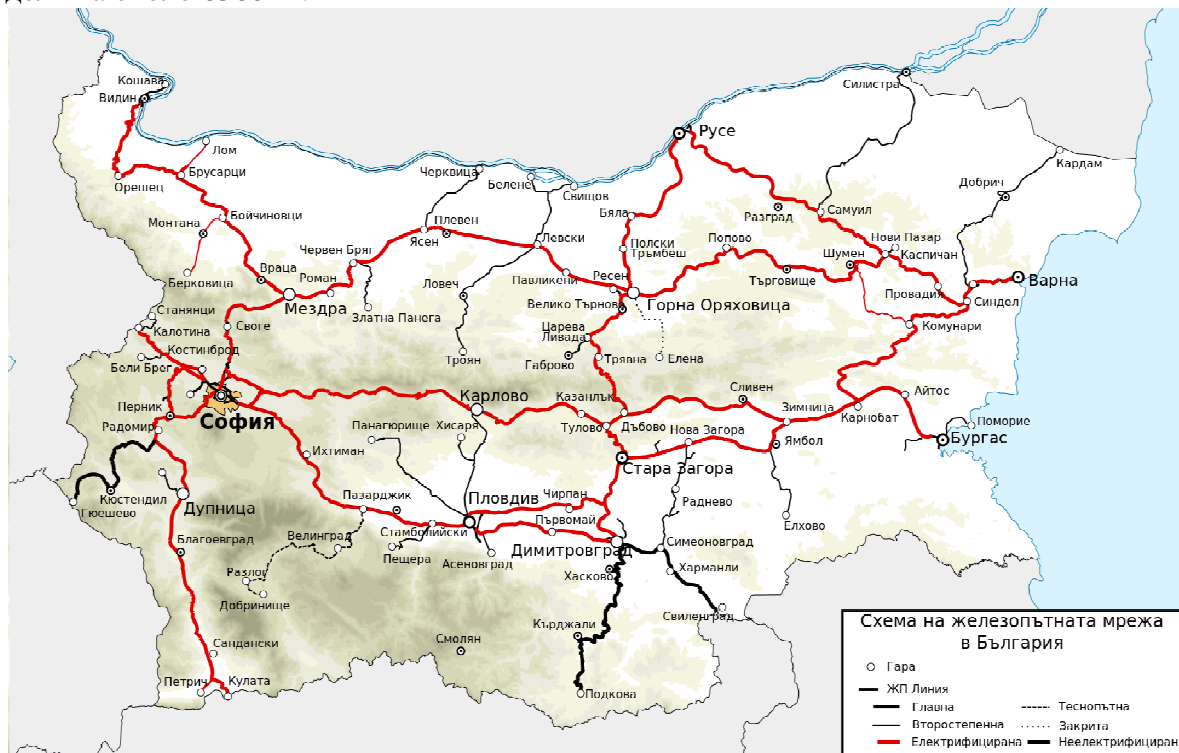 Кошава
Видин
Лом
Орешец
Брусарци
Бойчиновци
Монтана
Берковица
Враца
Мездра
Роман
Червен Бряг
Златна Панега
Ясен
Плевен
Черквица
Белене
Свищов
Левски
Ловеч
Троян
Павликени
Ресен
Бяла
Полски
Тръмбеш
Русе
Силистра
Кардам
Добрич
Самуил
Разград
Попово
Търговище
Шумен
Нови Пазар
Каспичан
Провадия
Синдел
Варна
Комунари
Горна Оряховица
Велико Търново
Царева
Ливада
Габрово
Трявна
Елена
Станянци
Калотина
Своге
Костинброд
Бели Брег
Перник
София
Радомир
Кюстендил
Гюешево
Дупница
Благоевград
Ихтиман
Панагюрище
Хисаря
Карлово
Казанлък
Тулово
Дъбово
Сливен
Зимница
Карнобат
Айтос
Поморие
Бургас
Ямбол
Нова Загора
Стара Загора
Раднево
Елхово
Пазарджик
Пловдив
Чирпан
Първомай
Стамболийски
Велинград
Пещера
Асеновград
Димитровград
Симеоновград
Харманли
Хасково
Свиленград
Разлог
Добринище
Смолян
Кърджали
Подкова
Сандански
Петрич
Кулата
Схема на железопътната мрежа
в България
Гара
ЖП Линия
Главна
Теснопътна
Второстепенна
Закрита
Електрифицирана
Неелектрифициран